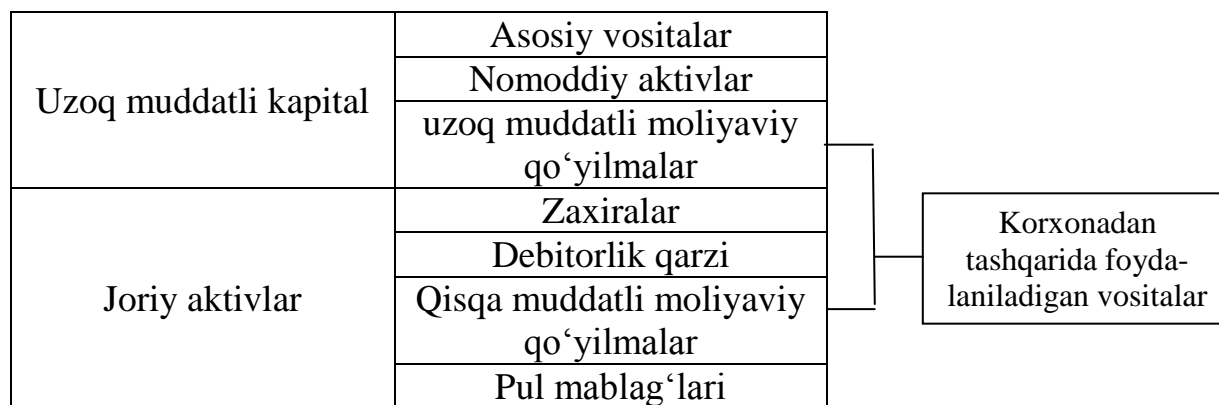 Uzoq muddatli kapital
Asosiy vositalar
Nomoddiy aktivlar
uzoq muddatli moliyaviy
qo‘yilmalar
Joriy aktivlar
Zaxiralar
Debitorlik qarzi
Qisqa muddatli moliyaviy
qo‘yilmalar
Pul mablag‘lari
Korxonadan
tashqarida foyda-
laniladigan vositalar